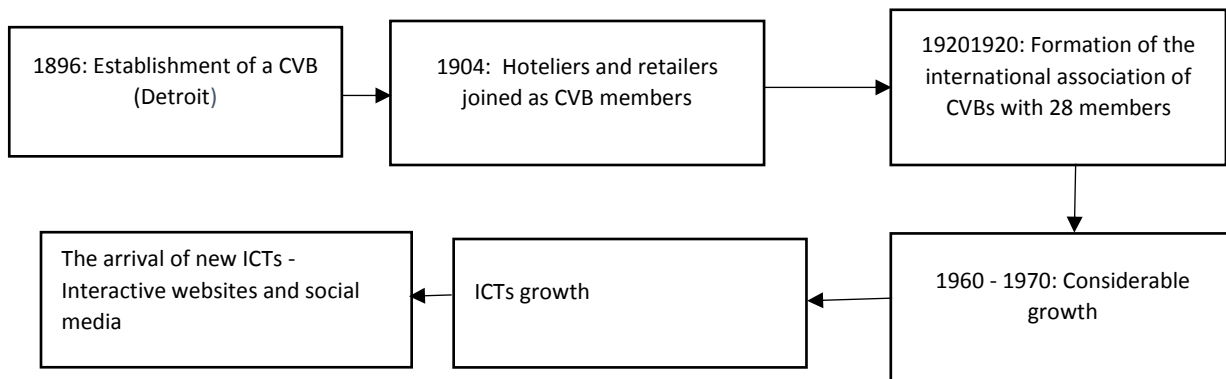 1896: Establishment of a CVB
(Detroit)
1904:  Hoteliers and retailers
joined as CVB members
19201920: Formation of the
international association of
CVBs with 28 members
1960 - 1970: Considerable
growth
ICTs growth
The arrival of new ICTs -
Interactive websites and social
media